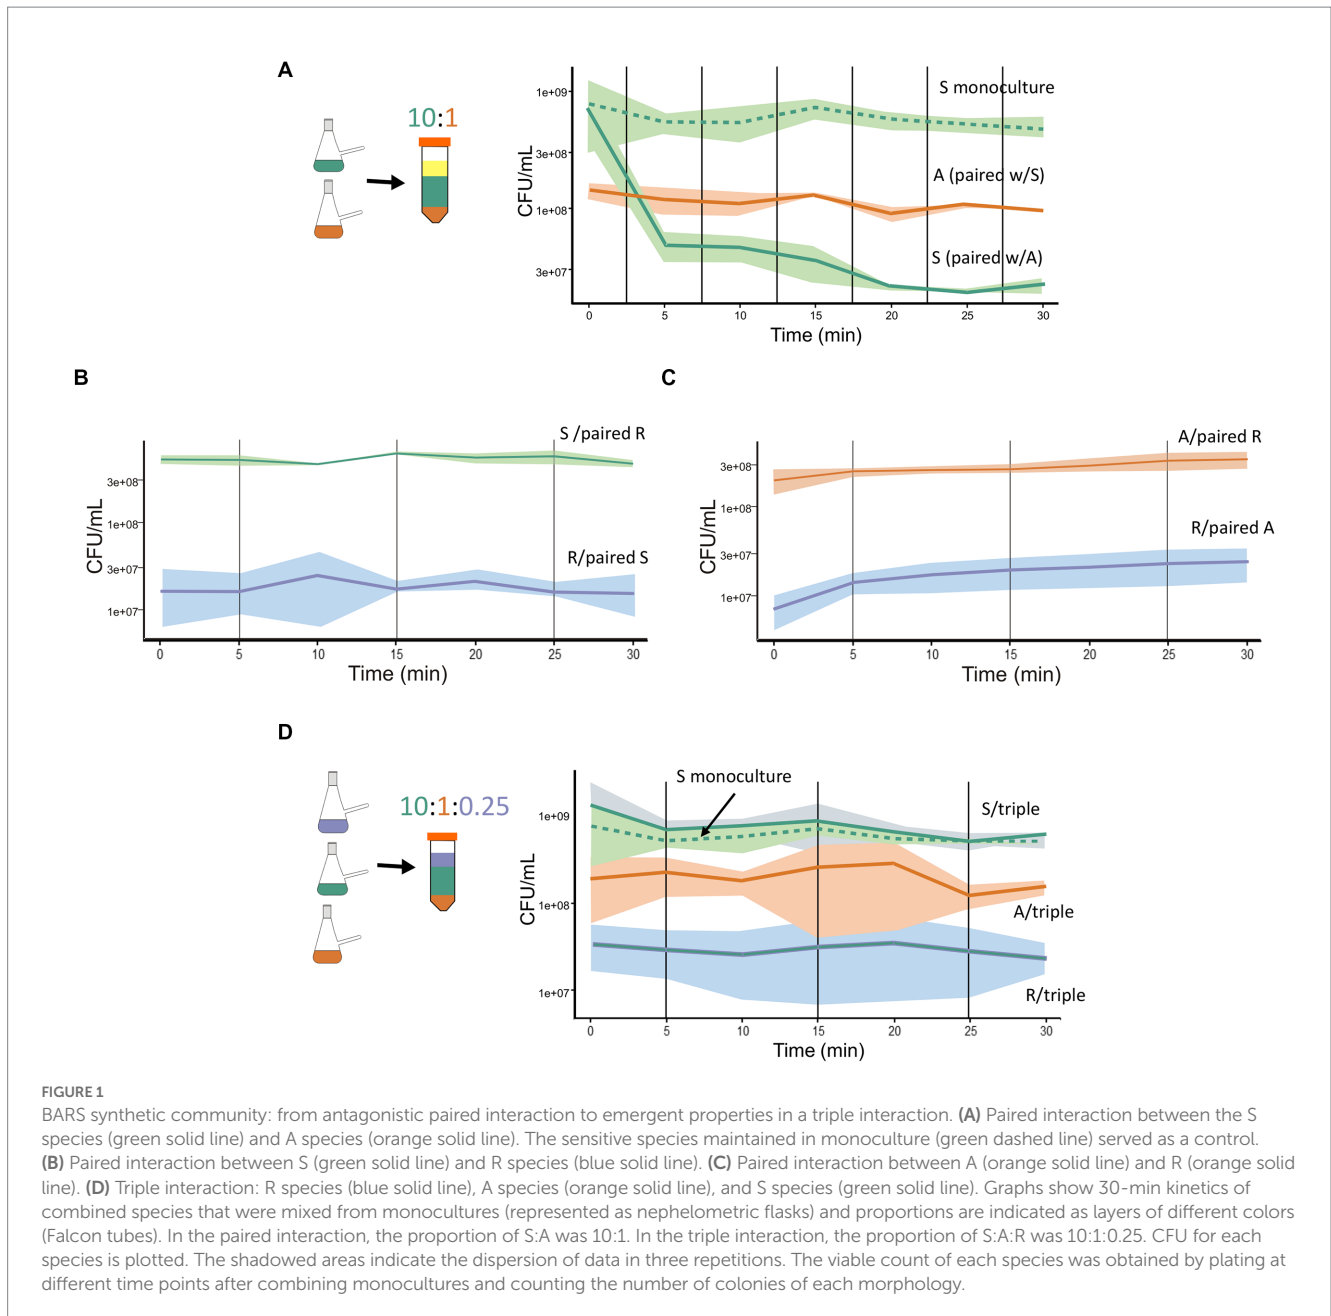 A
10:1
CFU/mL
1e+09
3e+08
1e+08
3e+07
S monoculture
A (paired w/S)
S (paired w/A)
0 5 10 15 20 25 30
Time (min)
B
CFU/mL
3e+08
1e+08
3e+07
1e+07
S /paired R
R/paired S
0 5 10 15 20 25 30
Time (min)
C
CFU/mL
3e+08
1e+08
3e+07
1e+07
A/paired R
R/paired A
0 5 10 15 20 25 30
Time (min)
D
10:1:0.25
CFU/mL
1e+09
1e+08
1e+07
S monoculture
S/triple
A/triple
R/triple
0 5 10 15 20 25 30
Time (min)
FIGURE 1
BARS synthetic community: from antagonistic paired interaction to emergent properties in a triple interaction. (A) Paired interaction between the S
species (green solid line) and A species (orange solid line). The sensitive species maintained in monoculture (green dashed line) served as a control.
(B) Paired interaction between S (green solid line) and R species (blue solid line). (C) Paired interaction between A (orange solid line) and R (orange solid
line). (D) Triple interaction: R species (blue solid line), A species (orange solid line), and S species (green solid line). Graphs show 30-min kinetics of
combined species that were mixed from monocultures (represented as nephelometric flasks) and proportions are indicated as layers of different colors
(Falcon tubes). In the paired interaction, the proportion of S:A was 10:1. In the triple interaction, the proportion of S:A:R was 10:1:0.25. CFU for each
species is plotted. The shadowed areas indicate the dispersion of data in three repetitions. The viable count of each species was obtained by plating at
different time points after combining monocultures and counting the number of colonies of each morphology.